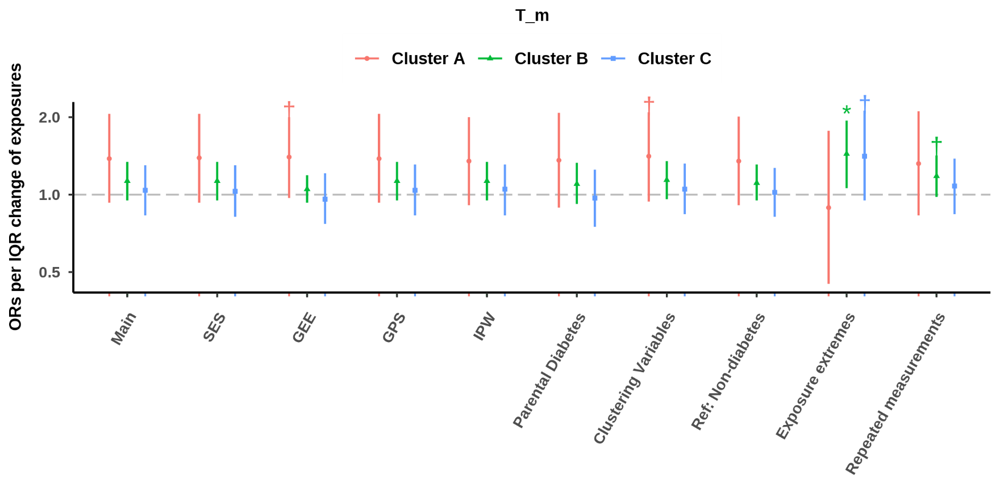 T_m
Cluster A Cluster B Cluster C
ORs per IQR change of exposures
2.0
1.0
0.5
†
†
*
†
†
Main
SES
GEE
GPS
IPW
Parental Diabetes
Clustering Variables
Ref: Non-diabetes
Exposure extremes
Repeated measurements